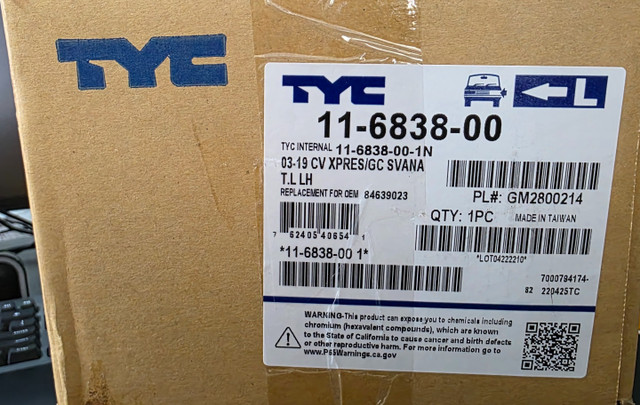 TYC
TYC
L
11-6838-00
TYC INTERNAL 11-6838-00-1N
03-19 CV XPRES/GC SVANA
T.L LH
REPLACEMENT FOR OEM 84639023
PL#: GM2800214
QTY: 1PC MADE IN TAIWAN
7 62405 40654 1
*LOT04222210*
*11-6838-00 1*
7000794174-
82 220425TC
WARNING-This product can expose you to chemicals including
chromium (hexavalent compounds), which are known
to the State of California to cause cancer and birth defects
or other reproductive harm. For more information go to
www.P65Warnings.ca.gov